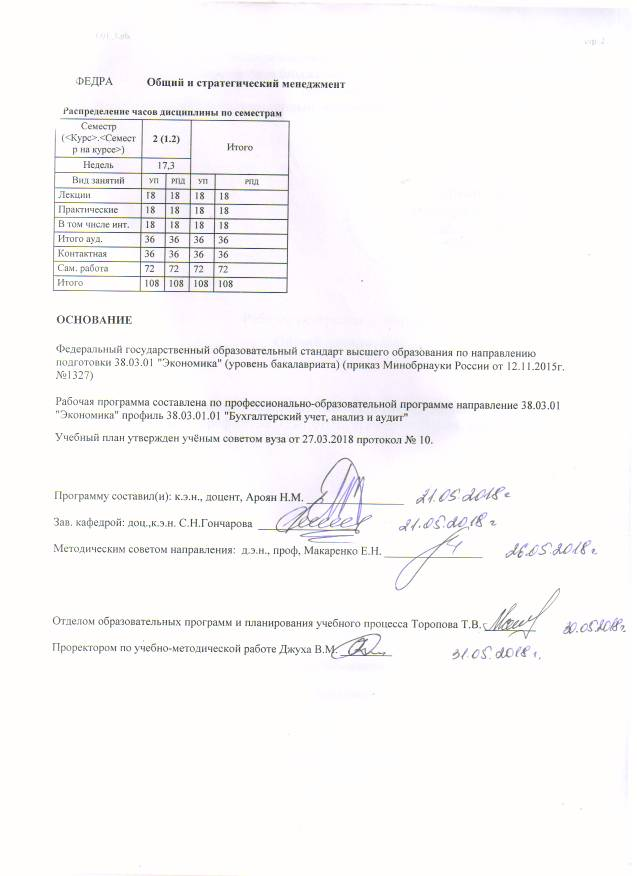 стр. 2
ФЕДРА Общий и стратегический менеджмент
Распределение часов дисциплины по семестрам
Семестр (<Курс>.<Семестр на курсе>) 2 (1.2) Итого
Недель 17,3
Вид занятий УП РПД УП РПД
Лекции 18 18 18 18
Практические 18 18 18 18
В том числе инт. 18 18 18 18
Итого ауд. 36 36 36 36
Контактная 36 36 36 36
Сам. работа 72 72 72 72
Итого 108 108 108 108
ОСНОВАНИЕ
Федеральный государственный образовательный стандарт высшего образования по направлению
подготовки 38.03.01 "Экономика" (уровень бакалавриата) (приказ Минобрнауки России от 12.11.2015г.
№1327)
Рабочая программа составлена по профессионально-образовательной программе направление 38.03.01
"Экономика" профиль 38.03.01.01 "Бухгалтерский учет, анализ и аудит"
Учебный план утвержден учёным советом вуза от 27.03.2018 протокол № 10.
Программу составил(и): к.э.н., доцент, Ароян Н.М. 21.05.2018 г
Зав. кафедрой: доц.,к.э.н. С.Н.Гончарова 21.05.2018 г
Методическим советом направления: д.э.н., проф, Макаренко Е.Н. 26.05.2018 г
Отделом образовательных программ и планирования учебного процесса Торопова Т.В. 30.05.2018г.
Проректором по учебно-методической работе Джуха В.М. 31.05.2018 г.